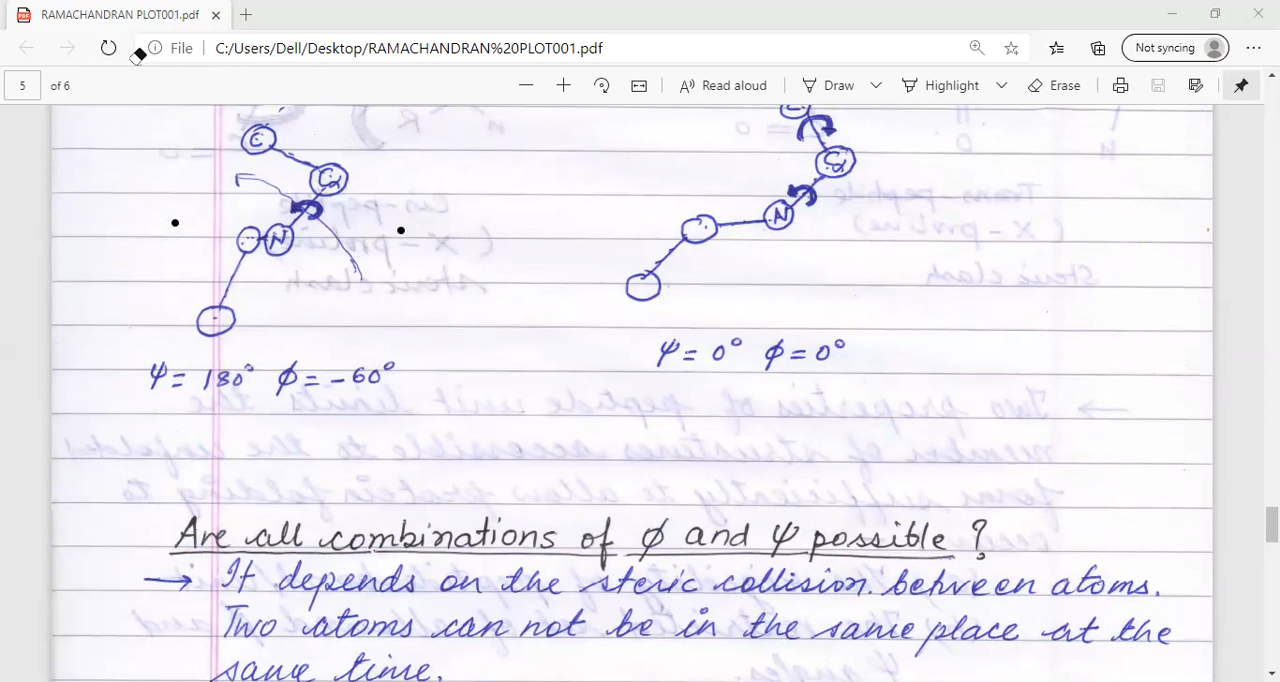 RAMACHANDRAN PLOT001.pdf
File C:/Users/Dell/Desktop/RAMACHANDRAN%20PLOT001.pdf Not syncing
5 of 6 Read aloud Draw Highlight Erase
C
Cα
N
Cα
N
ψ = 180° ϕ = -60°
ψ = 0° ϕ = 0°
Are all combinations of ϕ and ψ possible ?
→ It depends on the steric collision between atoms.
Two atoms can not be in the same place at the
same time.